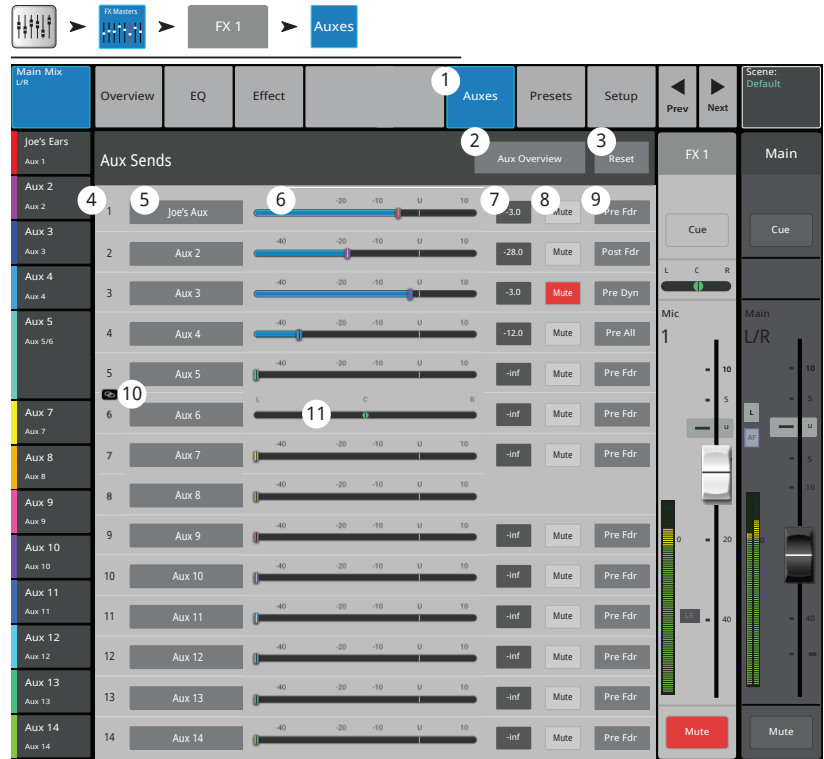 FX Masters
FX 1
Auxes
Main Mix
L/R
Overview
EQ
Effect
1
Auxes
Presets
Setup
Prev
Next
Scene:
Default
Joe's Ears
Aux 1
Aux 2
Aux 2
Aux 3
Aux 3
Aux 4
Aux 4
Aux 5
Aux 5/6
Aux 7
Aux 7
Aux 8
Aux 8
Aux 9
Aux 9
Aux 10
Aux 10
Aux 11
Aux 11
Aux 12
Aux 12
Aux 13
Aux 13
Aux 14
Aux 14
Aux Sends
2
Aux Overview
3
Reset
4 1 5 Joe's Aux 6 -20 -10 U 10 7 -3.0 8 Mute 9 Pre Fdr
2 Aux 2 -40 -20 -10 U 10 -28.0 Mute Post Fdr
3 Aux 3 -40 -20 -10 U 10 -3.0 Mute Pre Dyn
4 Aux 4 -40 -20 -10 U 10 -12.0 Mute Pre All
5 Aux 5 -40 -20 -10 U 10 -inf Mute Pre Fdr
10
6 Aux 6 L C R 11 -inf Mute Pre Fdr
7 Aux 7 -40 -20 -10 U 10 -inf Mute Pre Fdr
8 Aux 8 -40 -20 -10 U 10
9 Aux 9 -40 -20 -10 U 10 -inf Mute Pre Fdr
10 Aux 10 -40 -20 -10 U 10 -inf Mute Pre Fdr
11 Aux 11 -40 -20 -10 U 10 -inf Mute Pre Fdr
12 Aux 12 -40 -20 -10 U 10 -inf Mute Pre Fdr
13 Aux 13 -40 -20 -10 U 10 -inf Mute Pre Fdr
14 Aux 14 -40 -20 -10 U 10 -inf Mute Pre Fdr
FX 1
Cue
L C R
Mic
1
10
5
U
0
20
LR
40
Mute
Main
Cue
Main
L/R
10
5
L
U
AF
5
10
0
40
∞
Mute